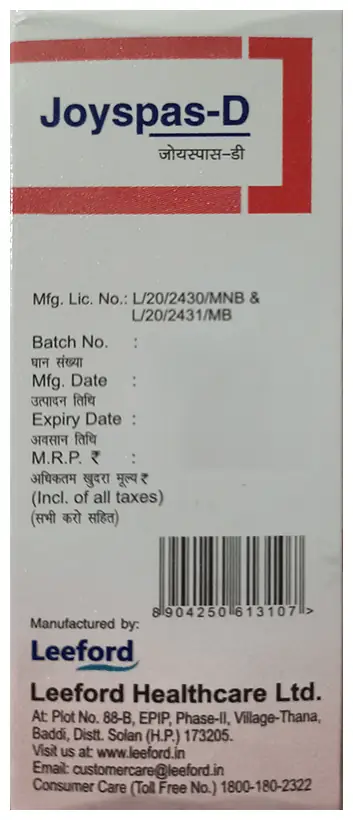 Joyspas-D
जोयस्पास-डी
Mfg. Lic. No.: L/20/2430/MNB &
L/20/2431/MB
Batch No. :
घान संख्या
Mfg. Date :
उत्पादन तिथि
Expiry Date :
अवसान तिथि
M.R.P. ₹ :
अधिकतम खुदरा मूल्य ₹
(Incl. of all taxes)
(सभी करो सहित)
8 904250 613107 >
Manufactured by:
Leeford
Leeford Healthcare Ltd.
At: Plot No. 88-B, EPIP, Phase-II, Village-Thana,
Baddi, Distt. Solan (H.P.) 173205.
Visit us at: www.leeford.in
Email: customercare@leeford.in
Consumer Care (Toll Free No.) 1800-180-2322